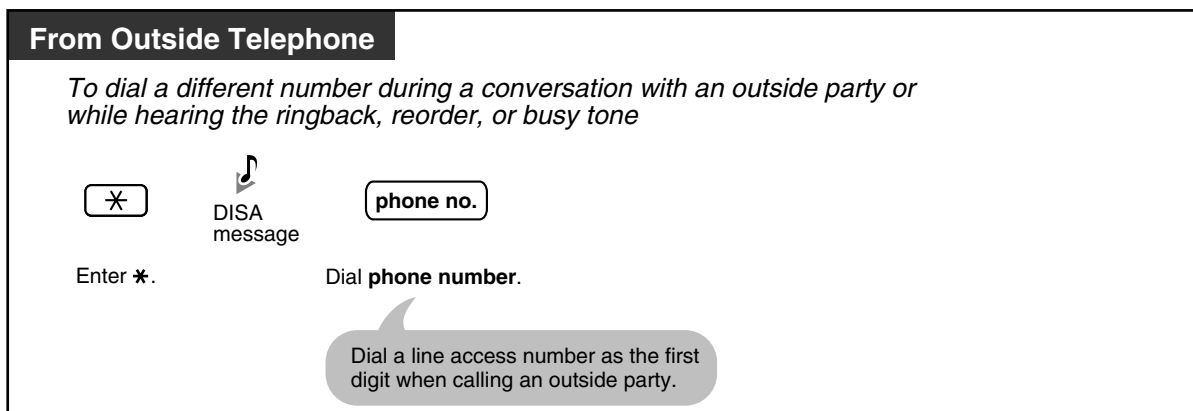 From Outside Telephone
To dial a different number during a conversation with an outside party or
while hearing the ringback, reorder, or busy tone
DISA
message
phone no.
Enter ✱.
Dial phone number.
Dial a line access number as the first
digit when calling an outside party.